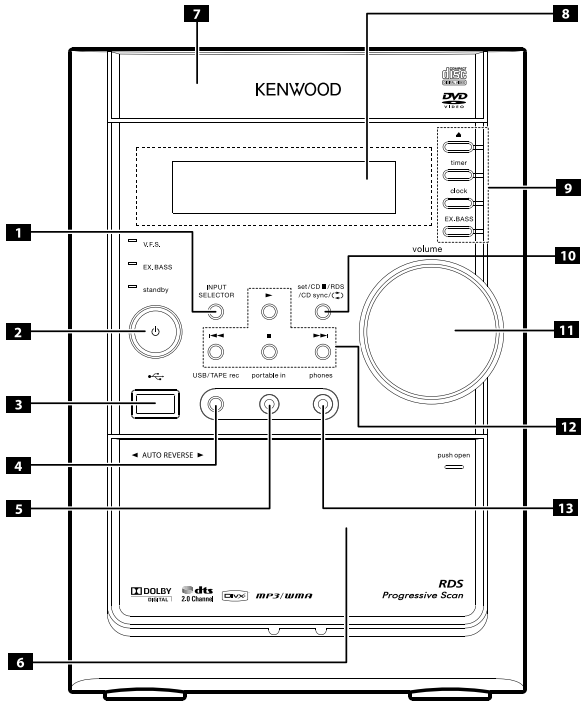 7
8
KENWOOD
COMPACT
disc
DVD
VIDEO
timer
9
clock
EX.BASS
1
V.F.S.
volume
EX.BASS
INPUT
SELECTOR
set/CD II/RDS
/CD sync/
10
standby
2
11
USB/TAPE rec
portable in
phones
3
12
4
◄ AUTO REVERSE ►
push open
5
13
DOLBY
DIGITAL
dts
2.0 Channel
DIVX
MP3/WMA
RDS
Progressive Scan
6